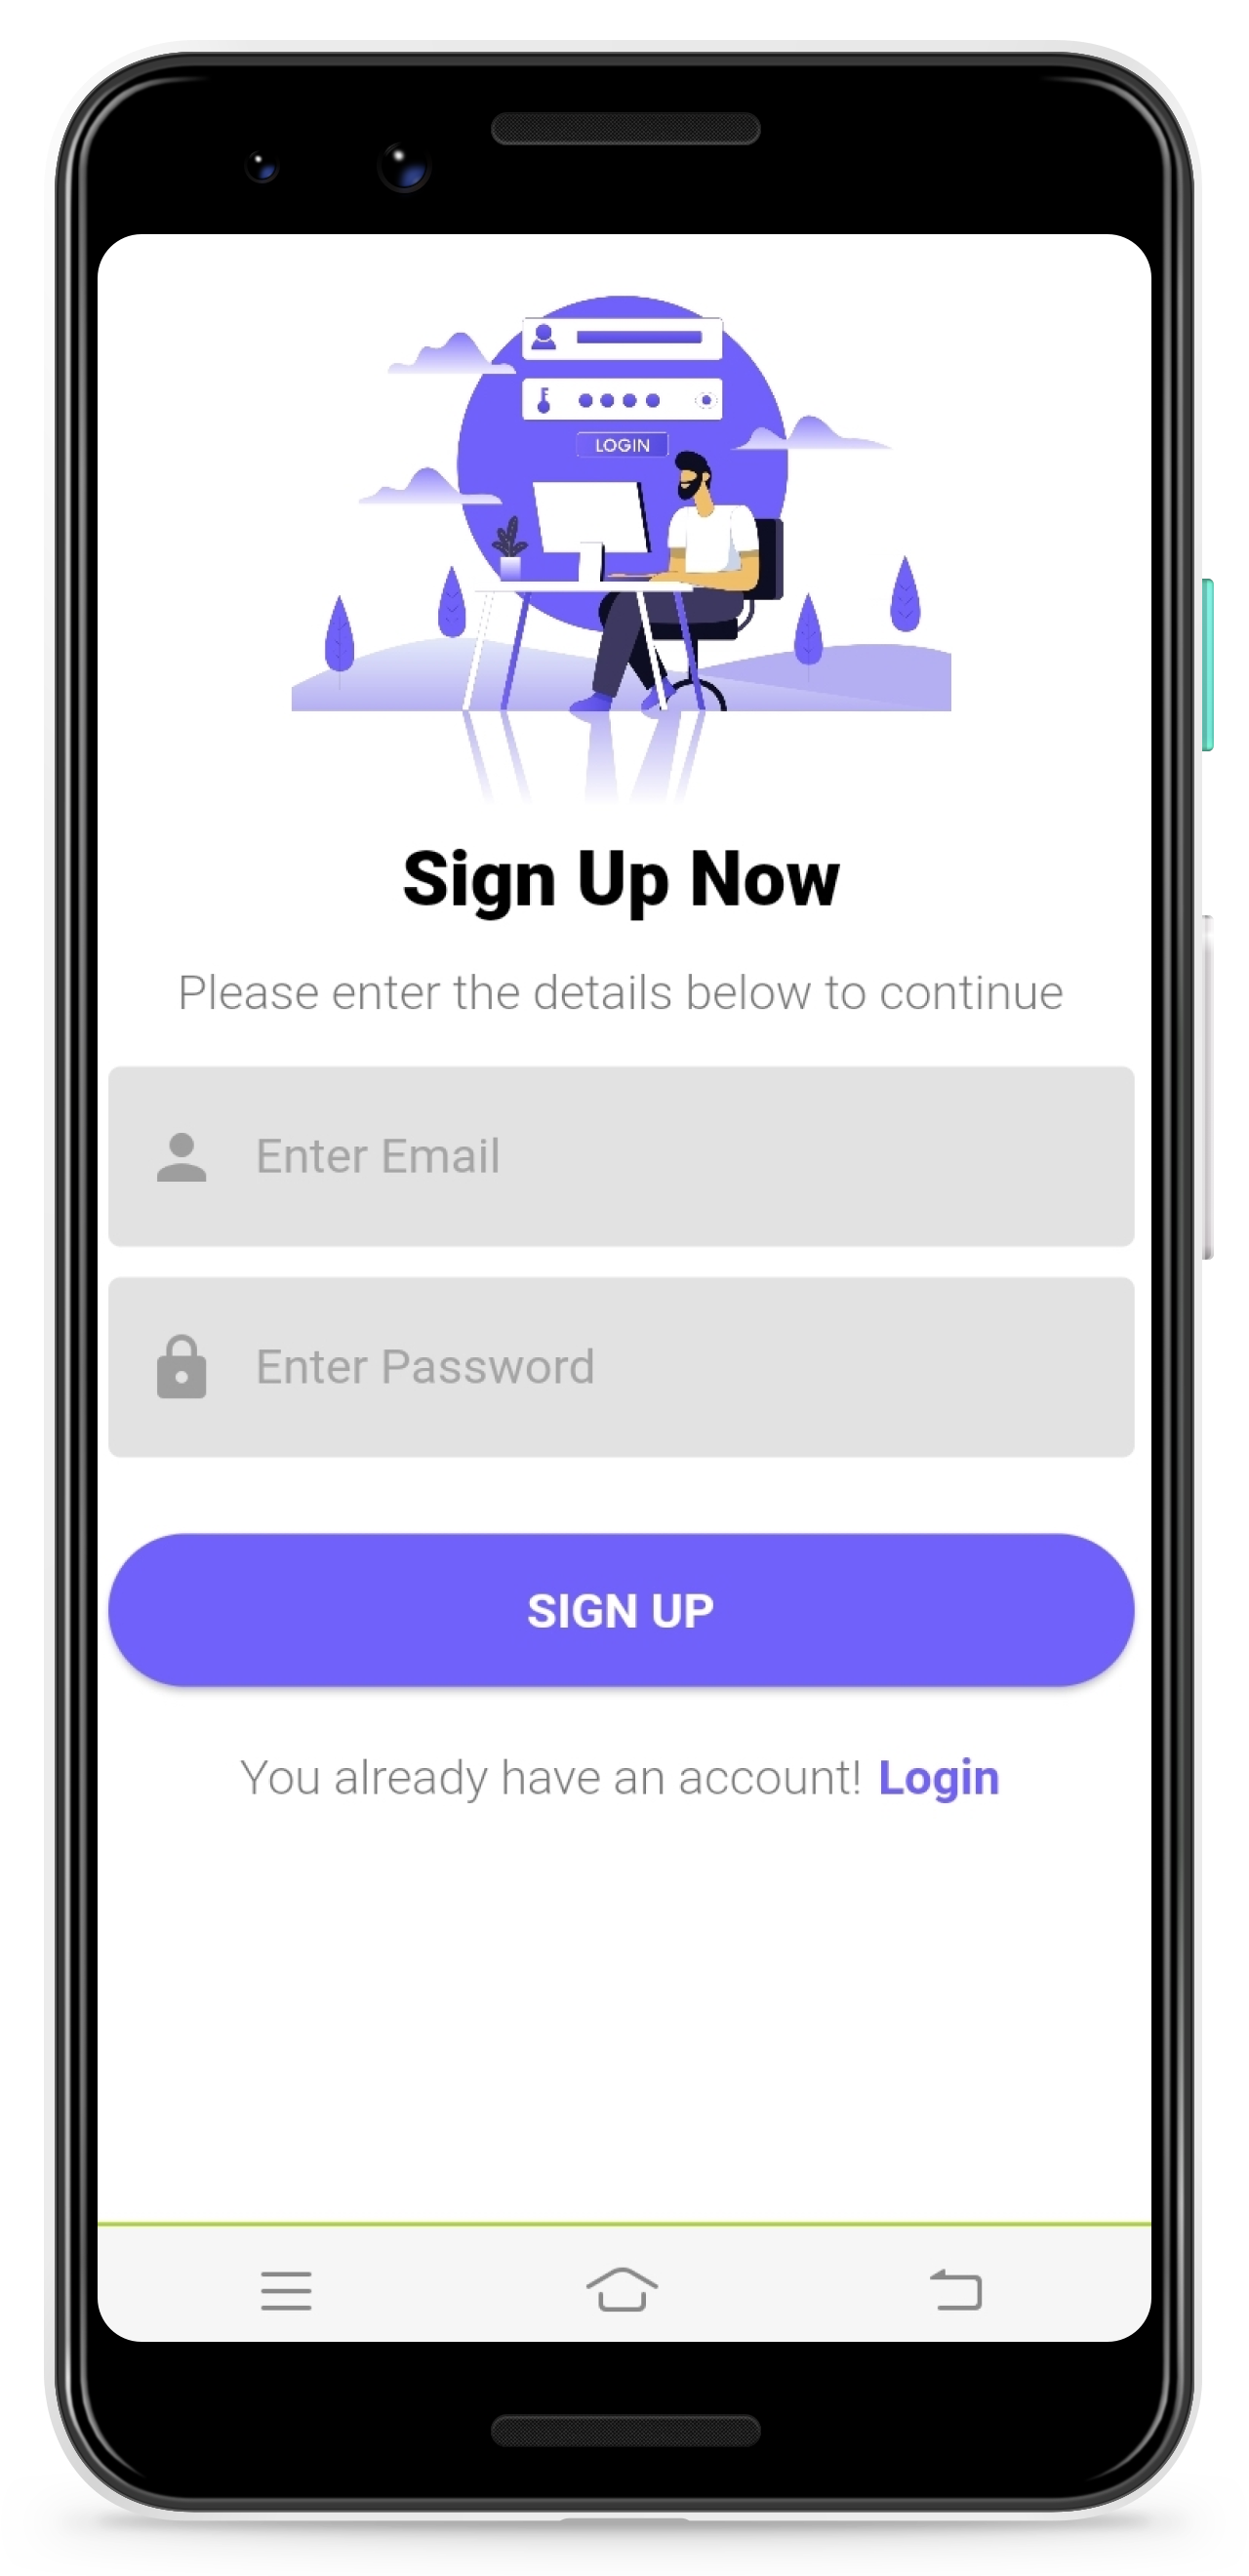 LOGIN
Sign Up Now
Please enter the details below to continue
Enter Email
Enter Password
SIGN UP
You already have an account! Login